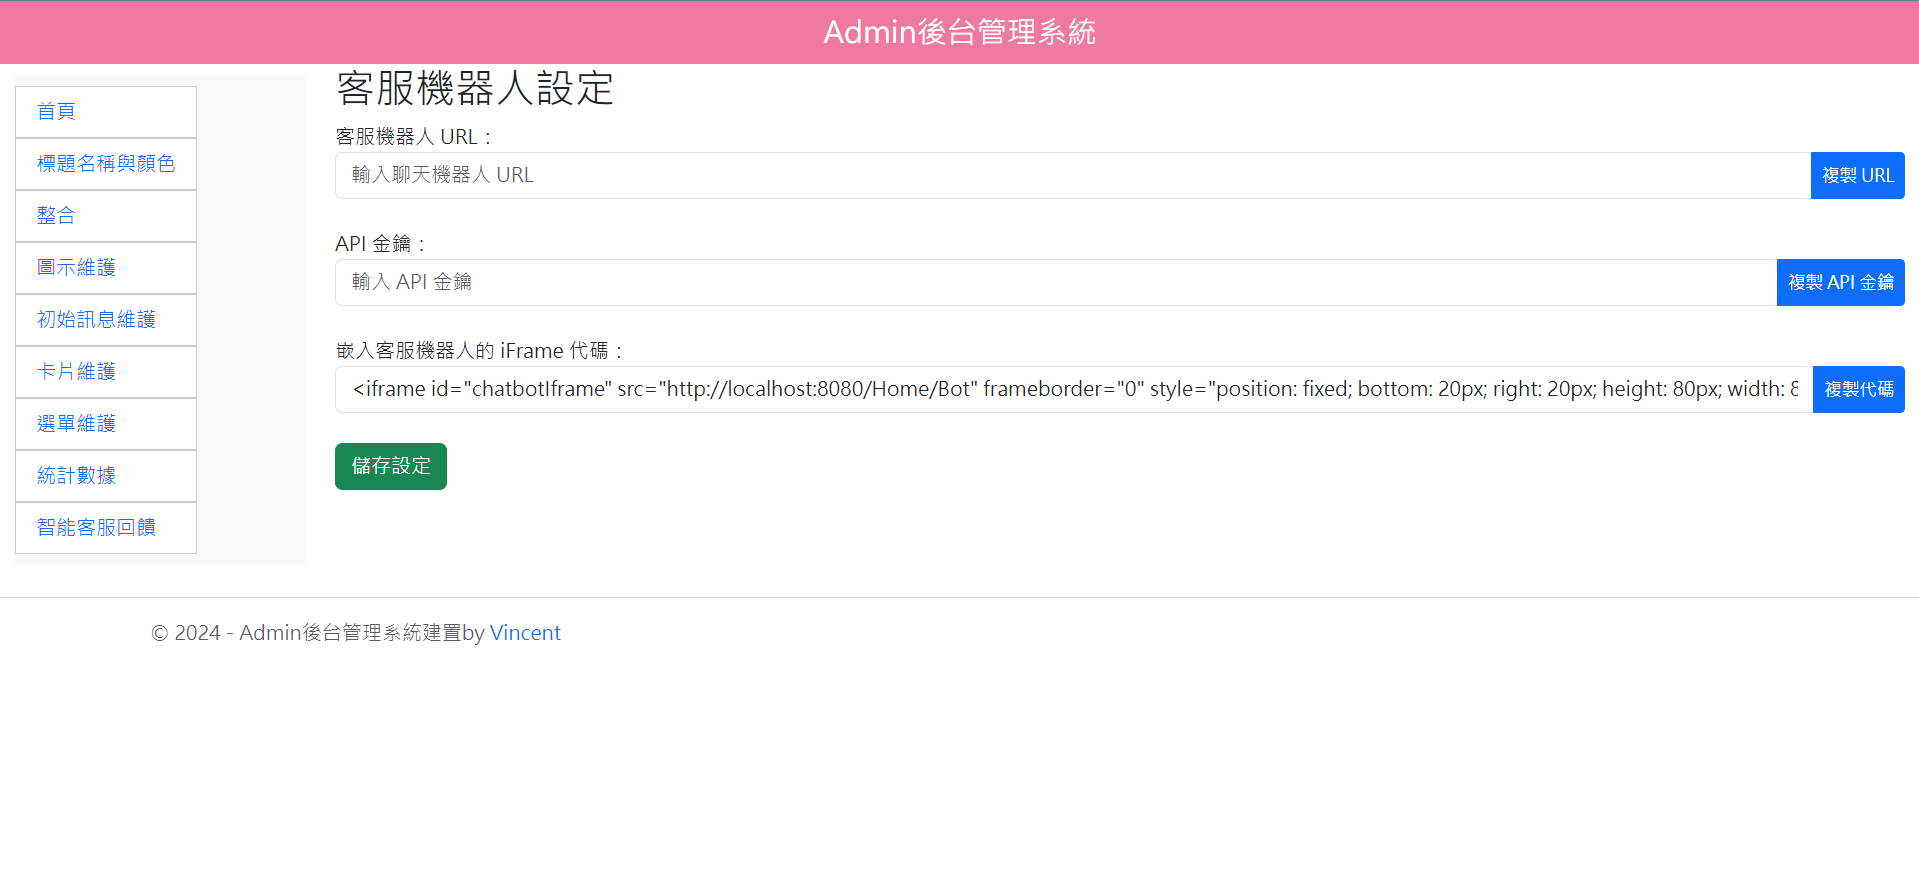 Admin後台管理系統
首頁
標題名稱與顏色
整合
圖示維護
初始訊息維護
卡片維護
選單維護
統計數據
智能客服回饋
客服機器人設定
客服機器人 URL：
輸入聊天機器人 URL
複製 URL
API 金鑰：
輸入 API 金鑰
複製 API 金鑰
嵌入客服機器人的 iFrame 代碼：
<iframe id="chatbotIframe" src="http://localhost:8080/Home/Bot" frameborder="0" style="position: fixed; bottom: 20px; right: 20px; height: 80px; width: 8
複製代碼
儲存設定
© 2024 - Admin後台管理系統建置by Vincent